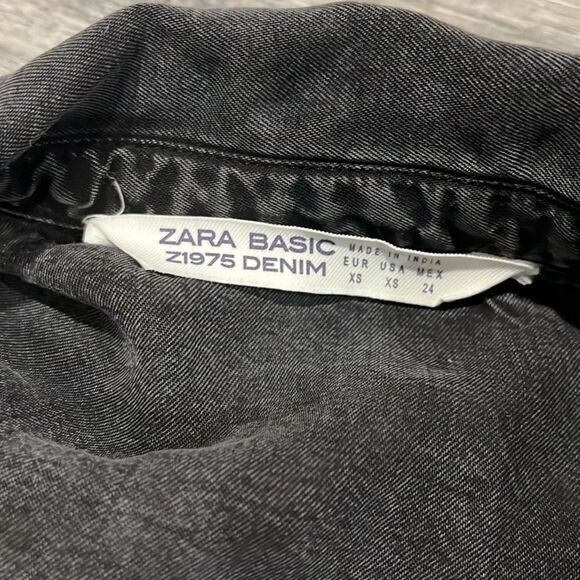 ZARA BASIC
Z1975 DENIM
MADE IN INDIA
EUR USA MEX
XS XS 24